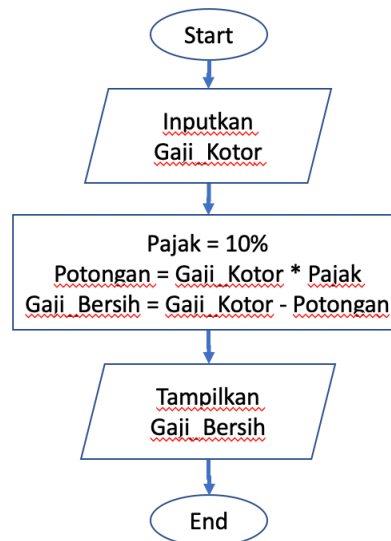 Start
Inputkan
Gaji_Kotor
Pajak = 10%
Potongan = Gaji_Kotor * Pajak
Gaji_Bersih = Gaji_Kotor - Potongan
Tampilkan
Gaji_Bersih
End